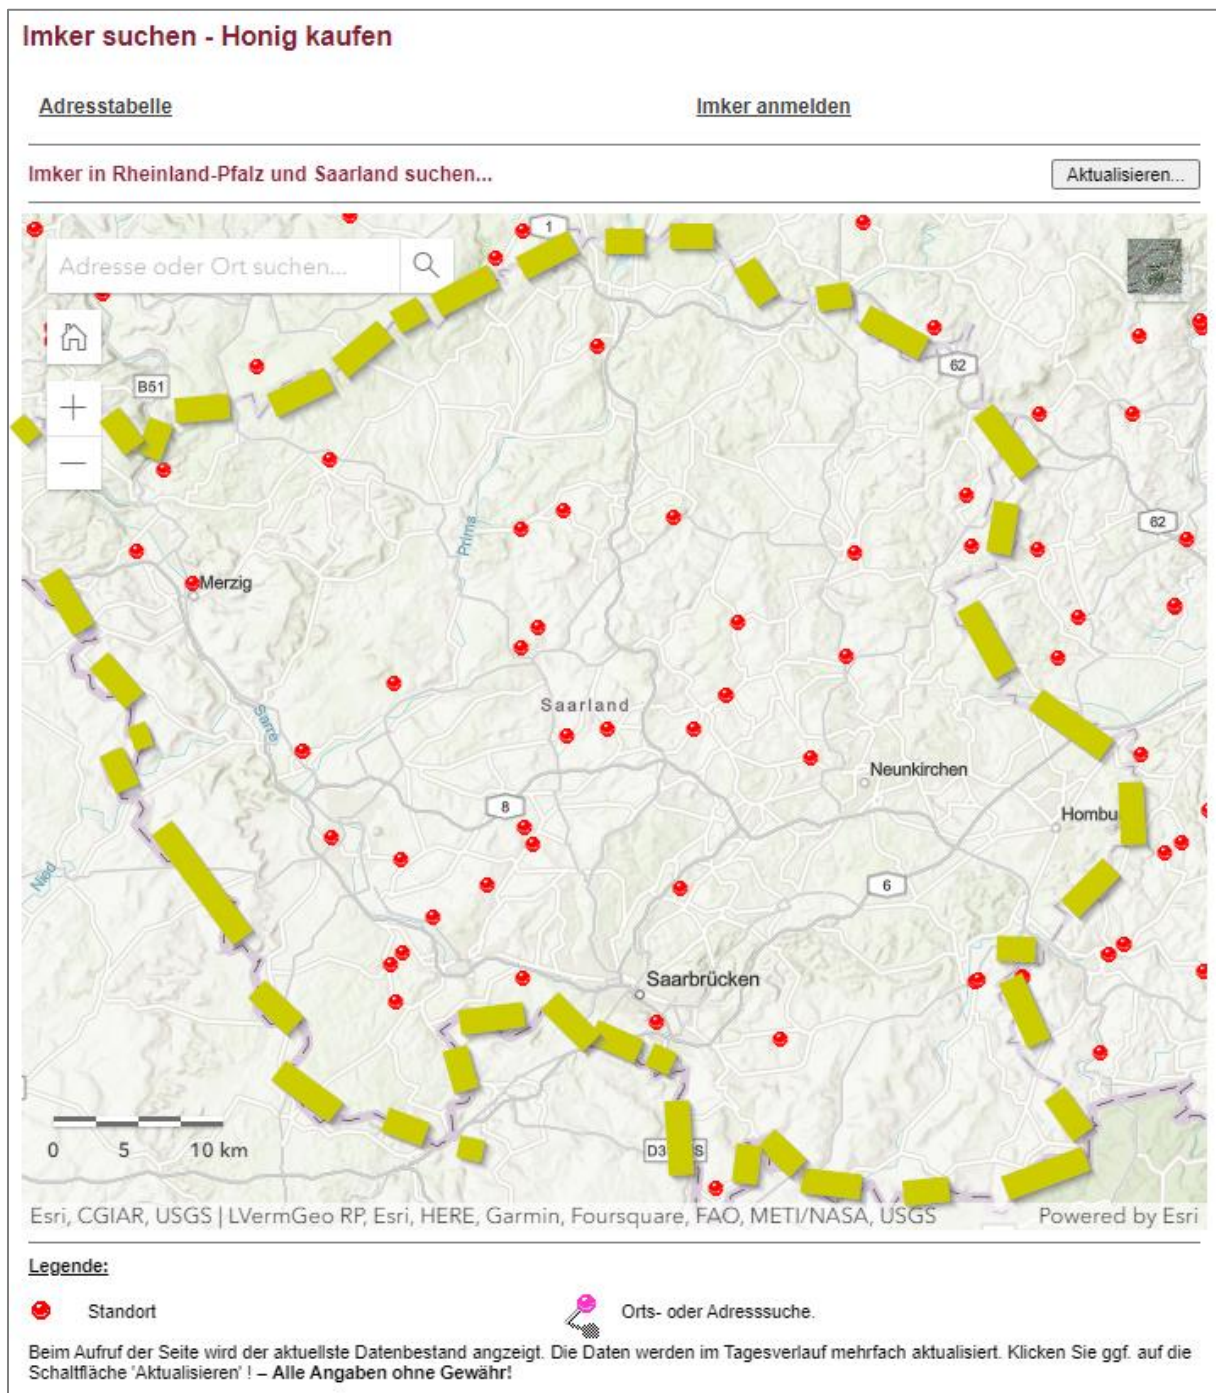 Imker suchen - Honig kaufen
Adresstabelle
Imker anmelden
Imker in Rheinland-Pfalz und Saarland suchen...
Aktualisieren...
1
Adresse oder Ort suchen...
62
B51
62
Prims
Merzig
Saarland
Sarre
Neunkirchen
8
Hombu
Nied
6
Saarbrücken
0 5 10 km
D3 S
Esri, CGIAR, USGS | LVermGeo RP, Esri, HERE, Garmin, Foursquare, FAO, METI/NASA, USGS
Powered by Esri
Legende:
Standort
Orts- oder Adresssuche.
Beim Aufruf der Seite wird der aktuellste Datenbestand angzeigt. Die Daten werden im Tagesverlauf mehrfach aktualisiert. Klicken Sie ggf. auf die
Schaltfläche 'Aktualisieren' ! – Alle Angaben ohne Gewähr!